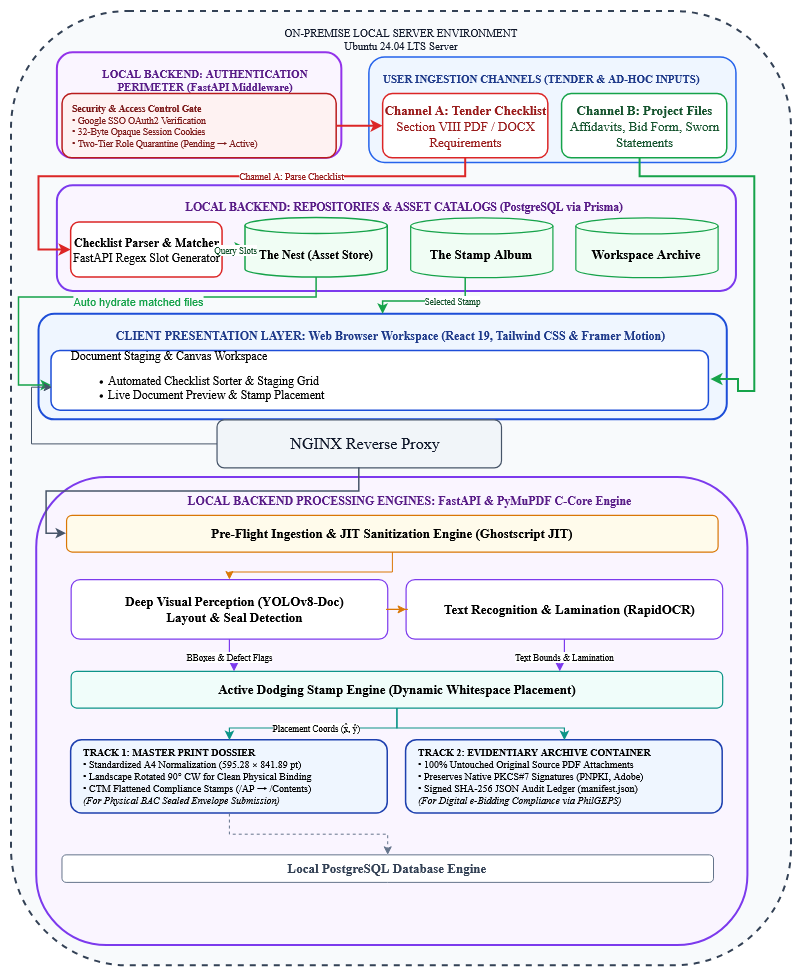 ON-PREMISE LOCAL SERVER ENVIRONMENT
Ubuntu 24.04 LTS Server
LOCAL BACKEND: AUTHENTICATION
PERIMETER (FastAPI Middleware)
Security & Access Control Gate
• Google SSO OAuth2 Verification
• 32-Byte Opaque Session Cookies
• Two-Tier Role Quarantine (Pending → Active)
USER INGESTION CHANNELS (TENDER & AD-HOC INPUTS)
Channel A: Tender Checklist
Section VIII PDF / DOCX
Requirements
Channel B: Project Files
Affidavits, Bid Form, Sworn
Statements
Channel A: Parse Checklist
LOCAL BACKEND: REPOSITORIES & ASSET CATALOGS (PostgreSQL via Prisma)
Checklist Parser & Matcher
FastAPI Regex Slot Generator
Query Slots
The Nest (Asset Store)
The Stamp Album
Workspace Archive
Auto hydrate matched files
Selected Stamp
CLIENT PRESENTATION LAYER: Web Browser Workspace (React 19, Tailwind CSS & Framer Motion)
Document Staging & Canvas Workspace
• Automated Checklist Sorter & Staging Grid
• Live Document Preview & Stamp Placement
NGINX Reverse Proxy
LOCAL BACKEND PROCESSING ENGINES: FastAPI & PyMuPDF C-Core Engine
Pre-Flight Ingestion & JIT Sanitization Engine (Ghostscript JIT)
Deep Visual Perception (YOLOv8-Doc)
Layout & Seal Detection
Text Recognition & Lamination (RapidOCR)
BBoxes & Defect Flags
Text Bounds & Lamination
Active Dodging Stamp Engine (Dynamic Whitespace Placement)
Placement Coords (x̂, ŷ)
TRACK 1: MASTER PRINT DOSSIER
• Standardized A4 Normalization (595.28 × 841.89 pt)
• Landscape Rotated 90° CW for Clean Physical Binding
• CTM Flattened Compliance Stamps (/AP → /Contents)
(For Physical BAC Sealed Envelope Submission)
TRACK 2: EVIDENTIARY ARCHIVE CONTAINER
• 100% Untouched Original Source PDF Attachments
• Preserves Native PKCS#7 Signatures (PNPKI, Adobe)
• Signed SHA-256 JSON Audit Ledger (manifest.json)
(For Digital e-Bidding Compliance via PhilGEPS)
Local PostgreSQL Database Engine